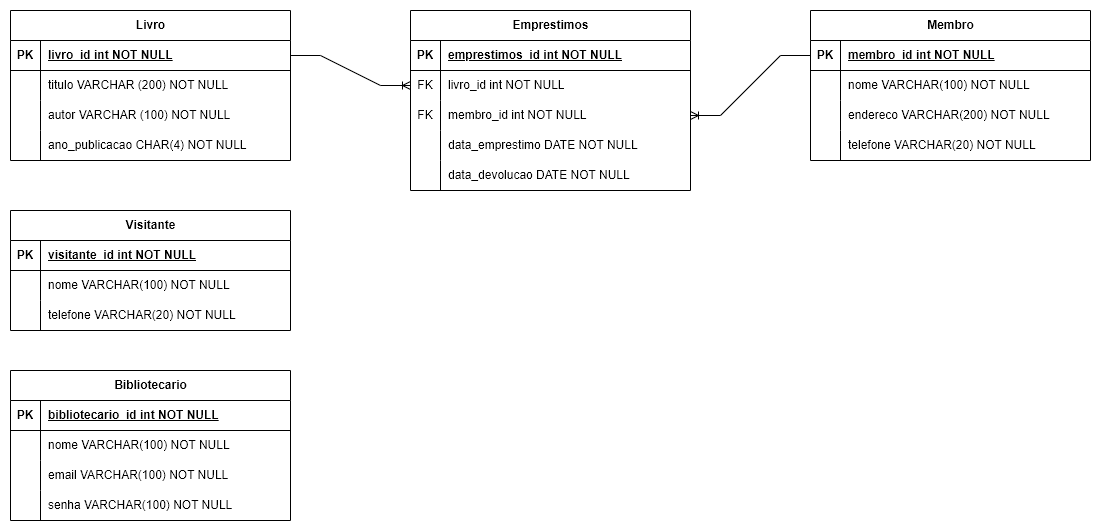 Livro
PK livro_id int NOT NULL
titulo VARCHAR (200) NOT NULL
autor VARCHAR (100) NOT NULL
ano_publicacao CHAR(4) NOT NULL
Emprestimos
PK emprestimos_id int NOT NULL
FK livro_id int NOT NULL
FK membro_id int NOT NULL
data_emprestimo DATE NOT NULL
data_devolucao DATE NOT NULL
Membro
PK membro_id int NOT NULL
nome VARCHAR(100) NOT NULL
endereco VARCHAR(200) NOT NULL
telefone VARCHAR(20) NOT NULL
Visitante
PK visitante_id int NOT NULL
nome VARCHAR(100) NOT NULL
telefone VARCHAR(20) NOT NULL
Bibliotecario
PK bibliotecario_id int NOT NULL
nome VARCHAR(100) NOT NULL
email VARCHAR(100) NOT NULL
senha VARCHAR(100) NOT NULL